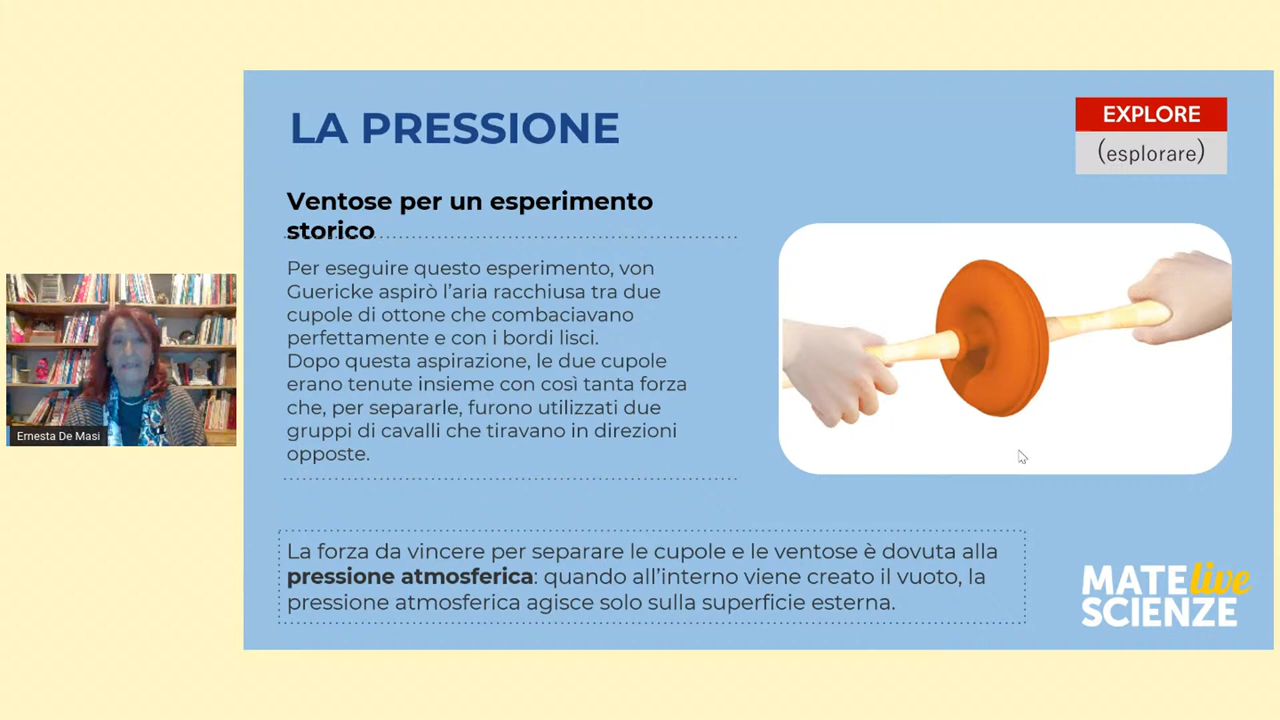 LA PRESSIONE
EXPLORE
(esplorare)
Ventose per un esperimento
storico
Per eseguire questo esperimento, von
Guericke aspirò l’aria racchiusa tra due
cupole di ottone che combaciavano
perfettamente e con i bordi lisci.
Dopo questa aspirazione, le due cupole
erano tenute insieme con così tanta forza
che, per separarle, furono utilizzati due
gruppi di cavalli che tiravano in direzioni
opposte.
Ernesta De Masi
La forza da vincere per separare le cupole e le ventose è dovuta alla
pressione atmosferica: quando all’interno viene creato il vuoto, la
pressione atmosferica agisce solo sulla superficie esterna.
MATE live
SCIENZE